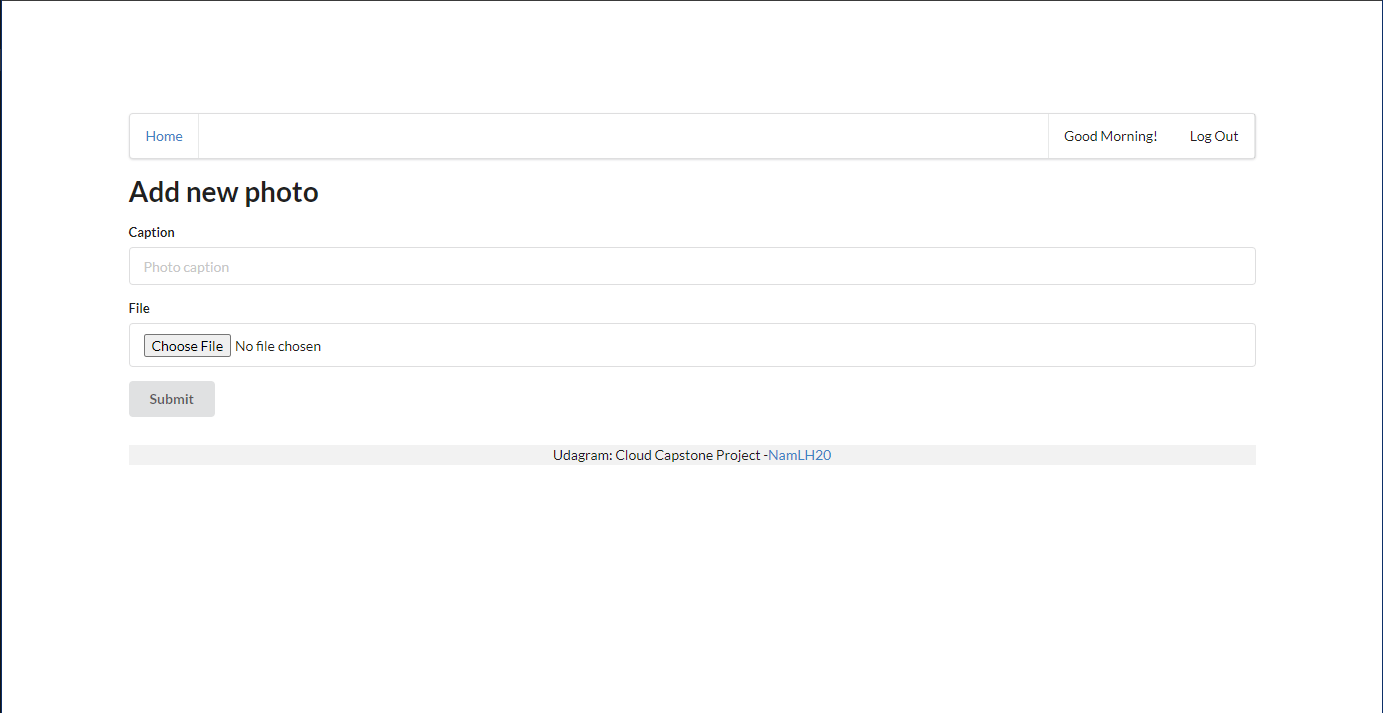 Home Good Morning! Log Out
Add new photo
Caption
Photo caption
File
Choose File No file chosen
Submit
Udagram: Cloud Capstone Project -NamLH20